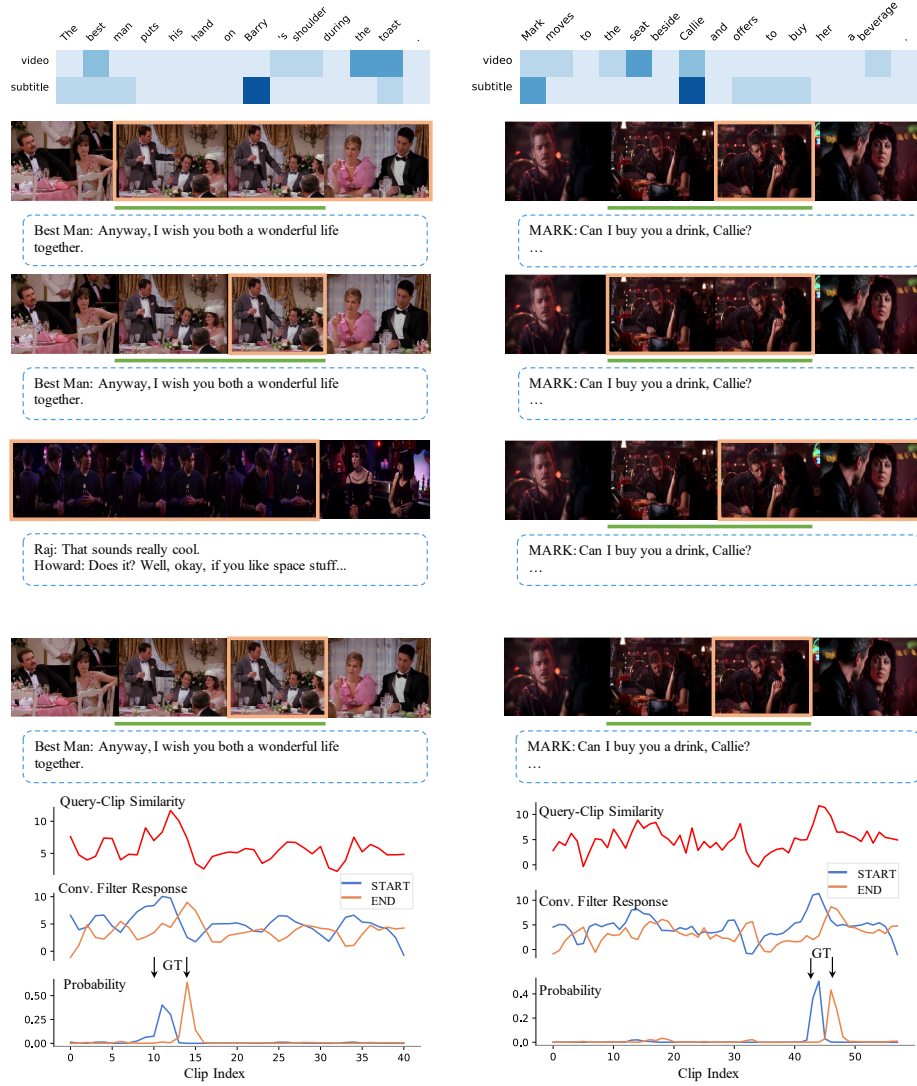 The best man puts his hand on Barry 's shoulder during the toast .
video
subtitle
Best Man: Anyway, I wish you both a wonderful life
together.
Best Man: Anyway, I wish you both a wonderful life
together.
Raj: That sounds really cool.
Howard: Does it? Well, okay, if you like space stuff...
Best Man: Anyway, I wish you both a wonderful life
together.
Query-Clip Similarity
10
5
Conv. Filter Response
START
END
10
5
0
GT
Probability
0.50
0.25
0.00
0 5 10 15 20 25 30 35 40
Clip Index
Mark moves to the seat beside Callie and offers to buy her a beverage .
video
subtitle
MARK: Can I buy you a drink, Callie?
...
MARK: Can I buy you a drink, Callie?
...
MARK: Can I buy you a drink, Callie?
...
MARK: Can I buy you a drink, Callie?
...
Query-Clip Similarity
10
5
0
Conv. Filter Response
START
END
10
5
0
GT
Probability
0.4
0.2
0.0
0 10 20 30 40 50
Clip Index